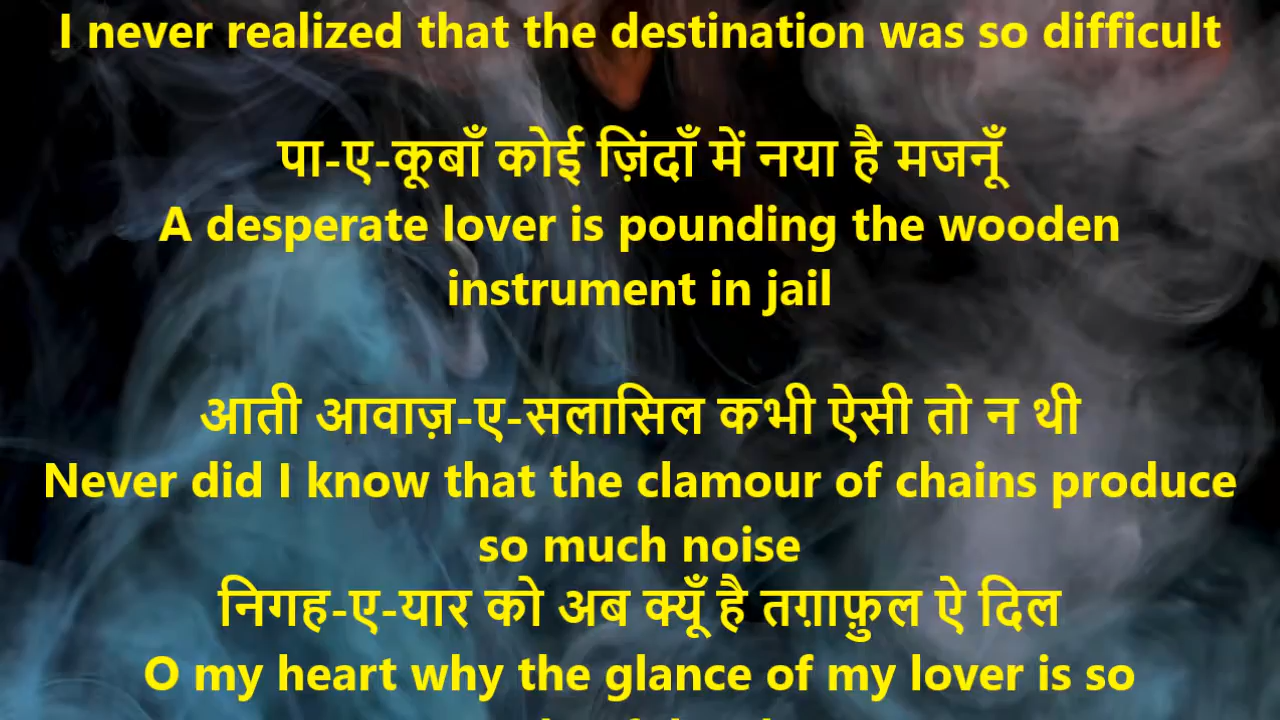 I never realized that the destination was so difficult
पा-ए-कूबाँ कोई ज़िंदाँ में नया है मजनूँ
A desperate lover is pounding the wooden
instrument in jail
आती आवाज़-ए-सलासिल कभी ऐसी तो न थी
Never did I know that the clamour of chains produce
so much noise
निगह-ए-यार को अब क्यूँ है तग़ाफ़ुल ऐ दिल
O my heart why the glance of my lover is so